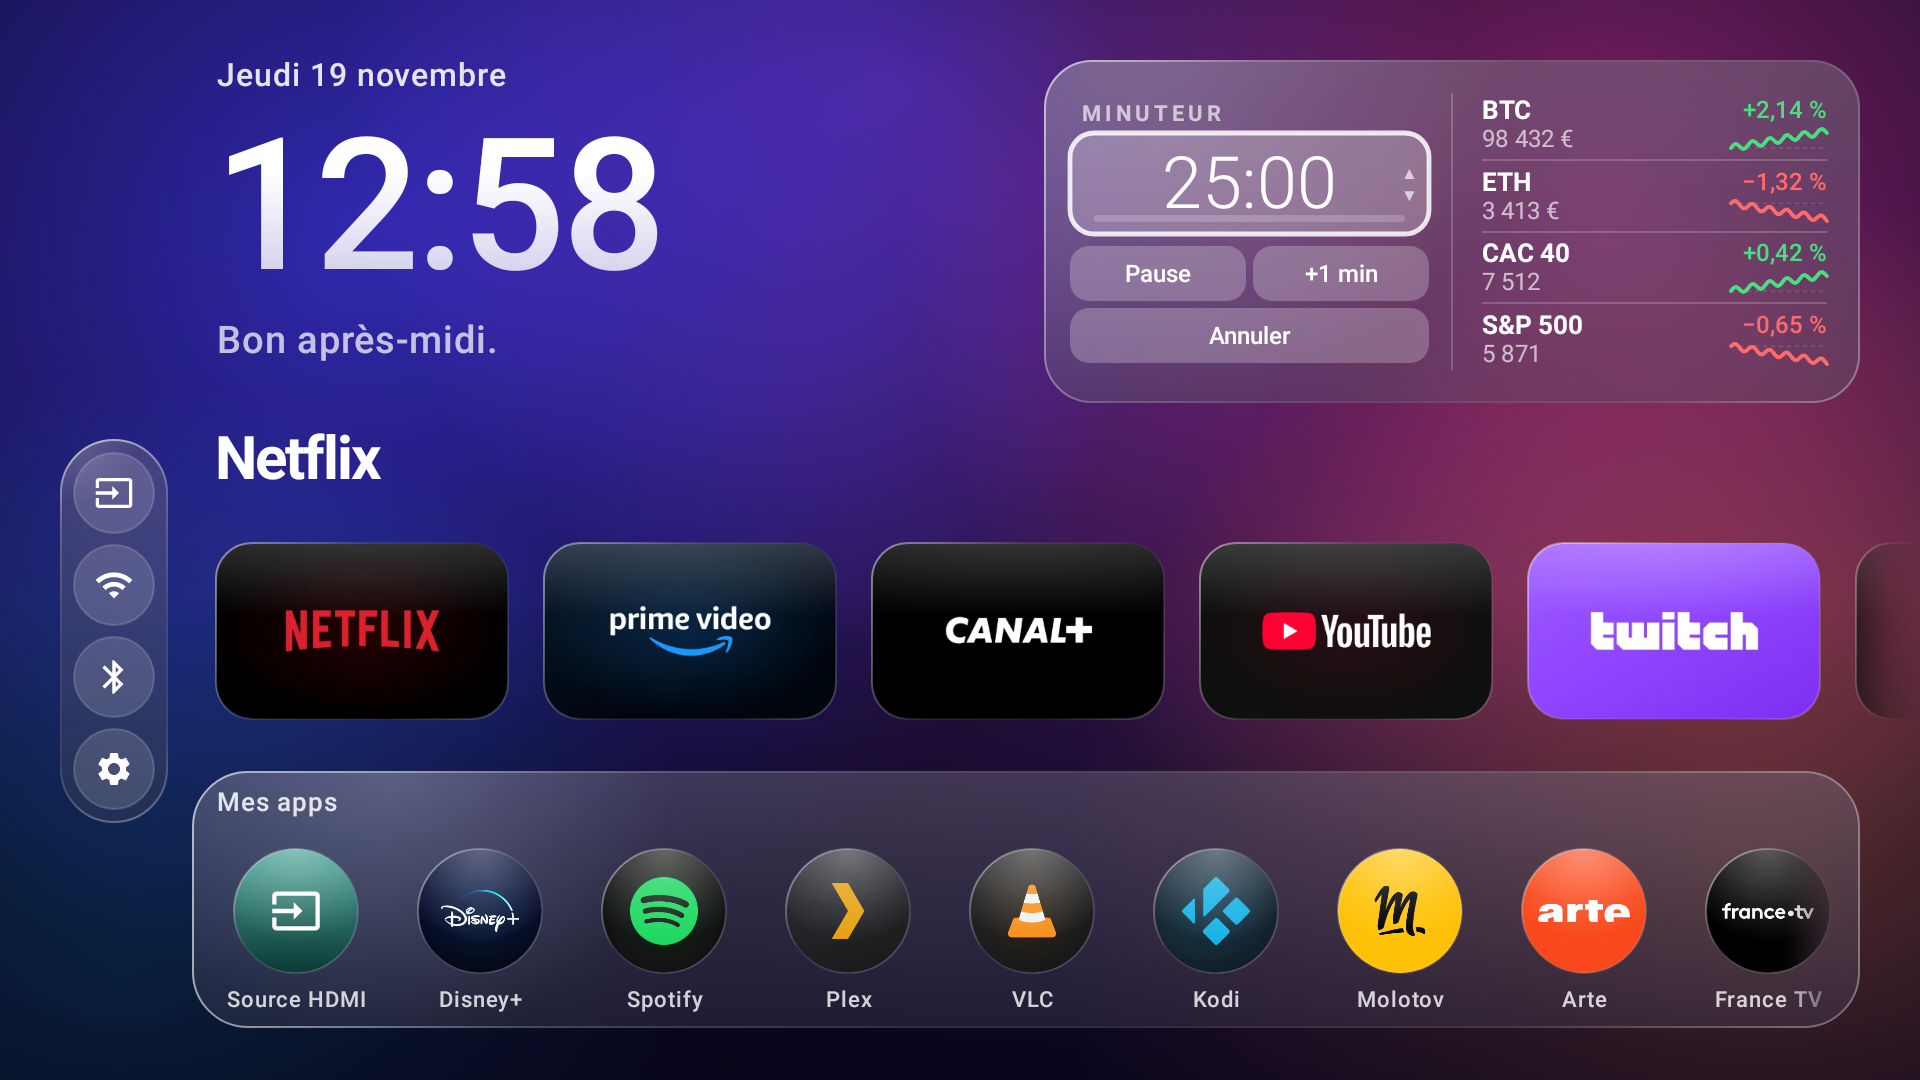 Jeudi 19 novembre
12:58
Bon après-midi.
MINUTEUR
25:00
Pause
+1 min
Annuler
BTC
+2,14 %
98 432 €
ETH
−1,32 %
3 413 €
CAC 40
+0,42 %
7 512
S&P 500
−0,65 %
5 871
Netflix
NETFLIX
prime video
CANAL+
YouTube
twitch
Mes apps
Disney+
M.
arte
france•tv
Source HDMI
Disney+
Spotify
Plex
VLC
Kodi
Molotov
Arte
France TV